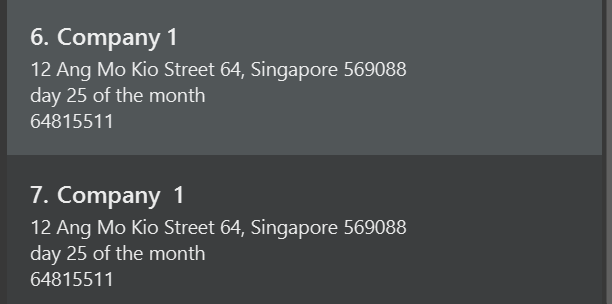 6. Company 1
12 Ang Mo Kio Street 64, Singapore 569088
day 25 of the month
64815511
7. Company  1
12 Ang Mo Kio Street 64, Singapore 569088
day 25 of the month
64815511